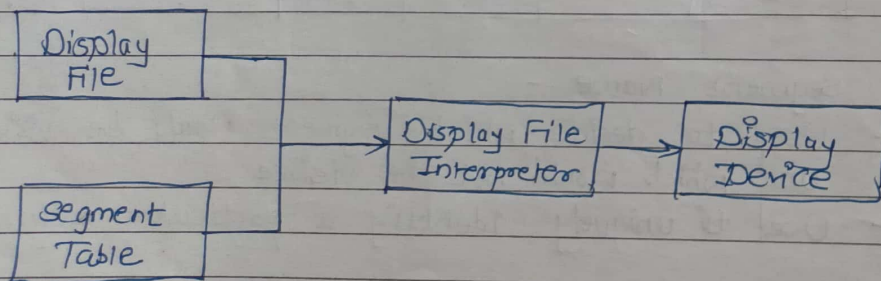 Display
File
Display File
Interpreter
Display
Device
segment
Table